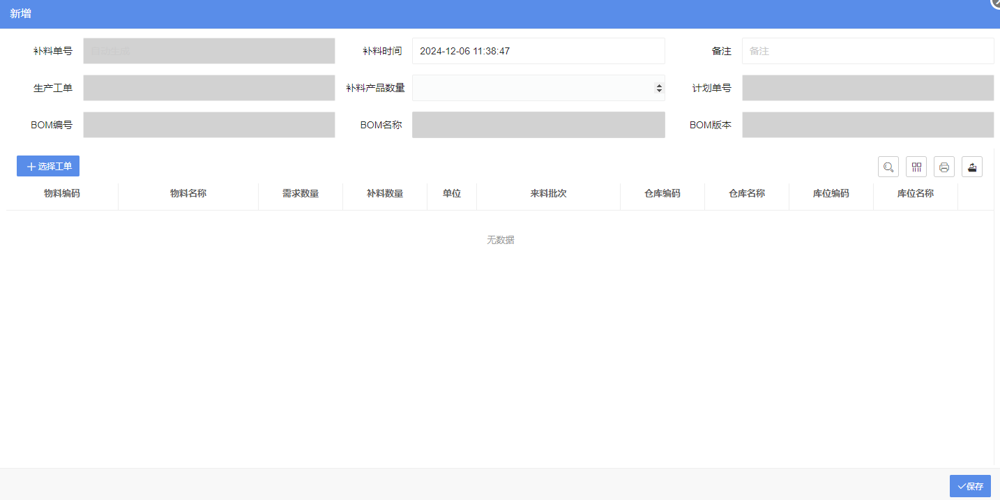 新增
补料单号 自动生成 补料时间 2024-12-06 11:38:47 备注 备注
生产工单 补料产品数量 计划单号
BOM编号 BOM名称 BOM版本
选择工单
物料编码 物料名称 需求数量 补料数量 单位 来料批次 仓库编码 仓库名称 库位编码 库位名称
无数据
保存